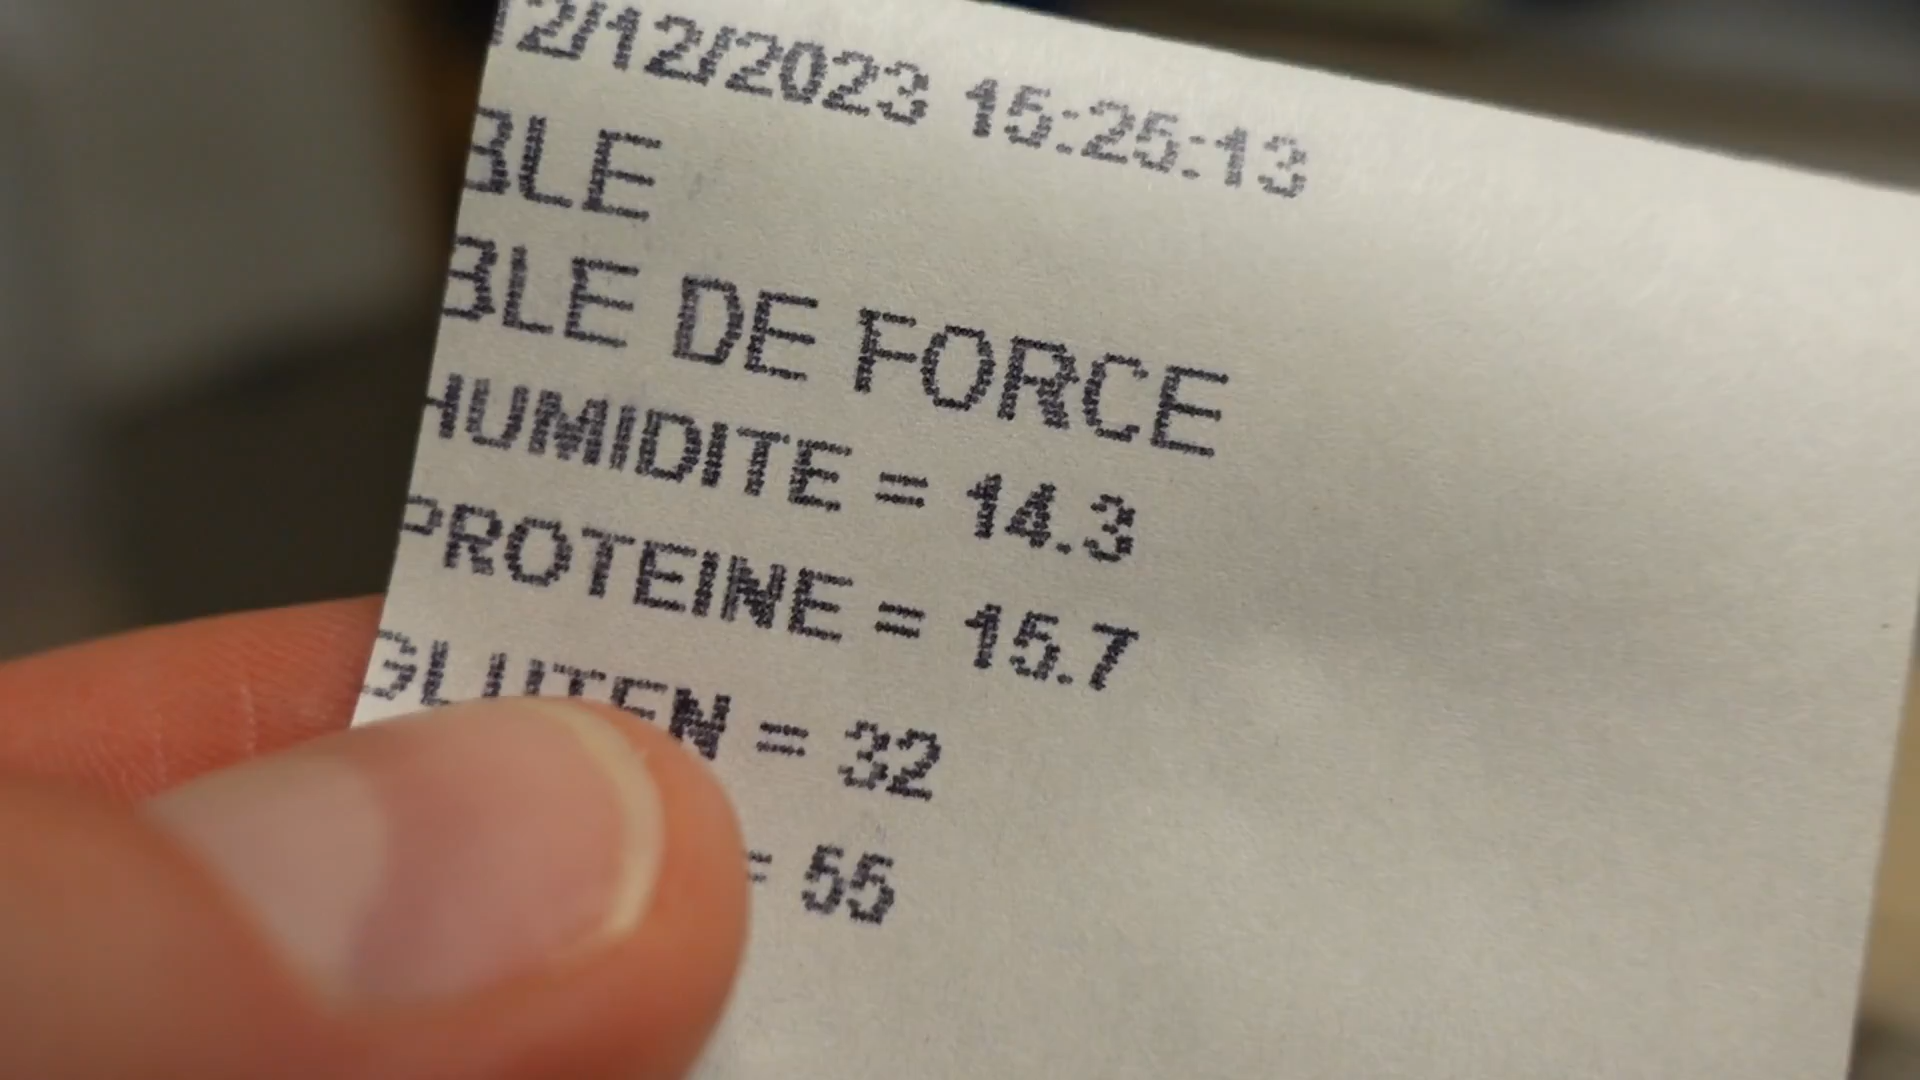 12/12/2023 15:25:13
BLE
BLE DE FORCE
HUMIDITE = 14.3
PROTEINE = 15.7
GLUTEN = 32
= 55